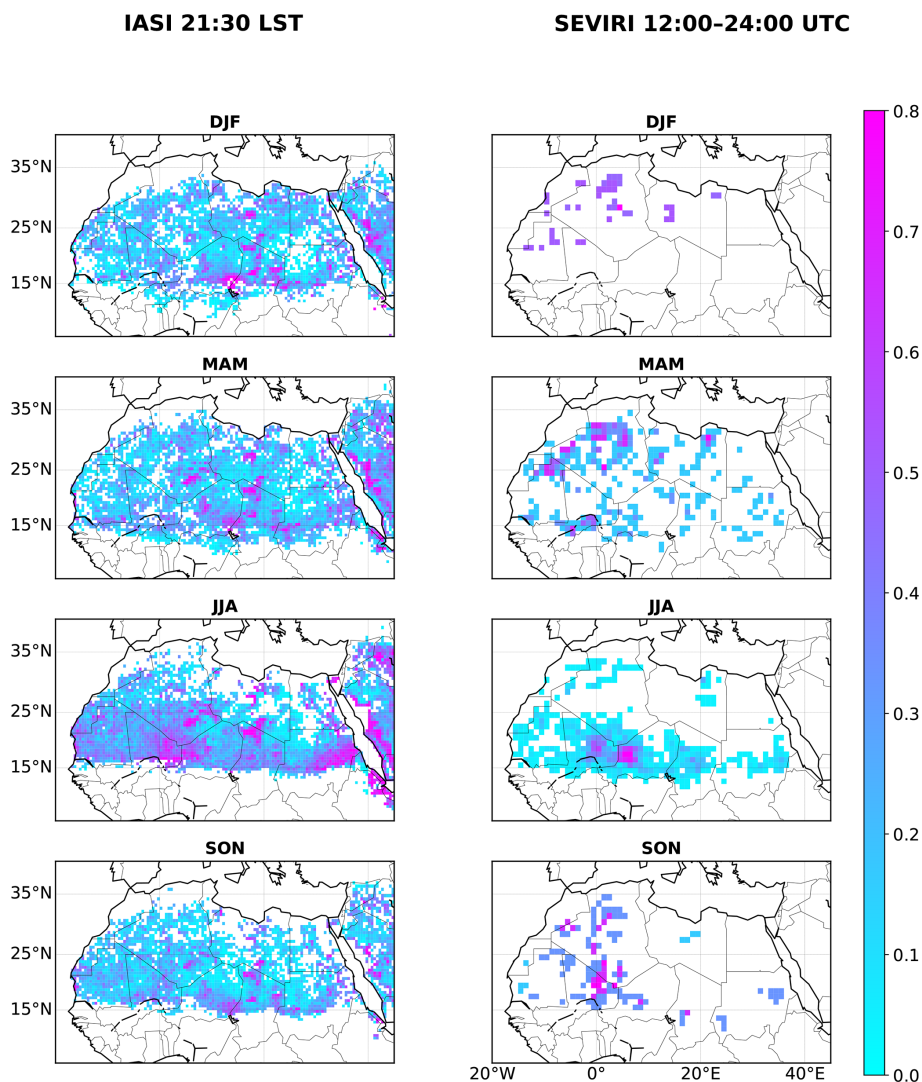 IASI 21:30 LST SEVIRI 12:00–24:00 UTC
DJF DJF
35°N
25°N
15°N
MAM MAM
35°N
25°N
15°N
JJA JJA
35°N
25°N
15°N
SON SON
35°N
25°N
15°N
20°W 0° 20°E 40°E
0.8
0.7
0.6
0.5
0.4
0.3
0.2
0.1
0.0